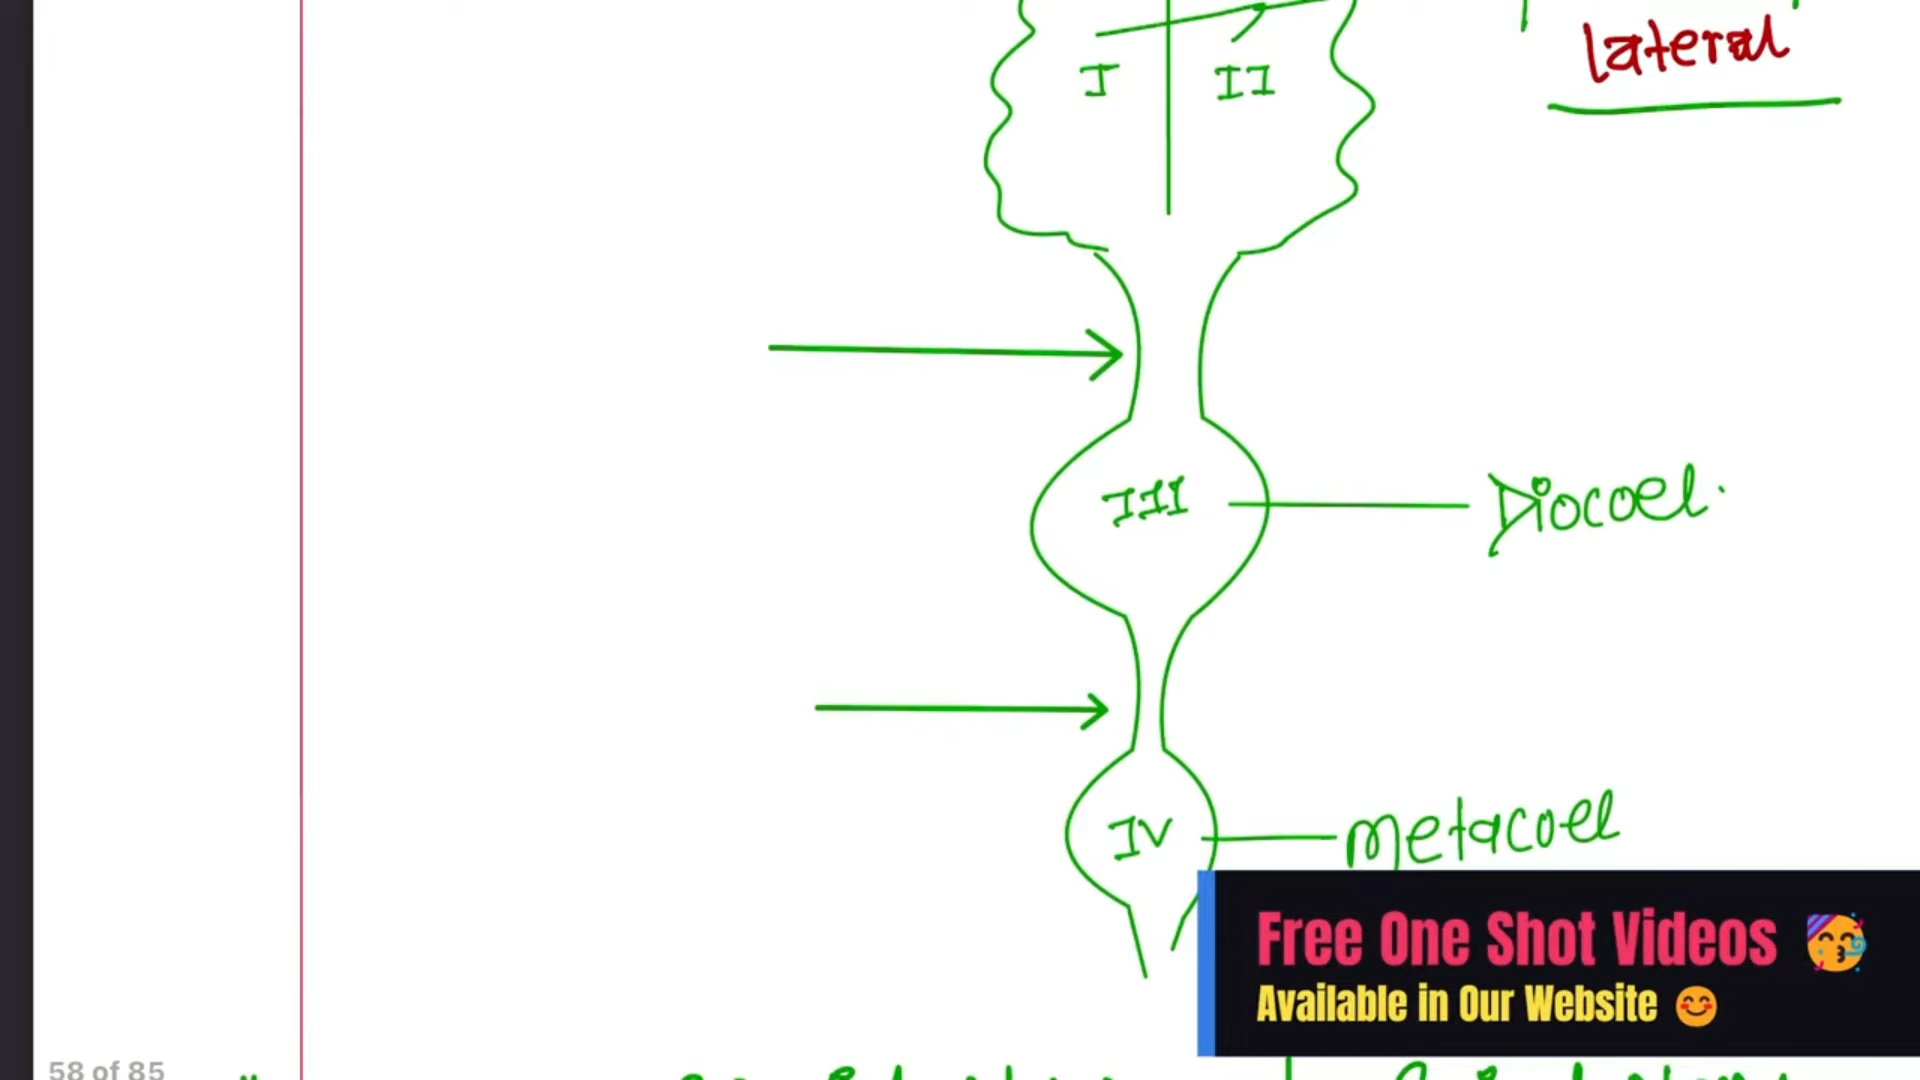 lateral
I II
III Diocoel.
IV metacoel
Free One Shot Videos 🥳
Available in Our Website 😊
58 of 85